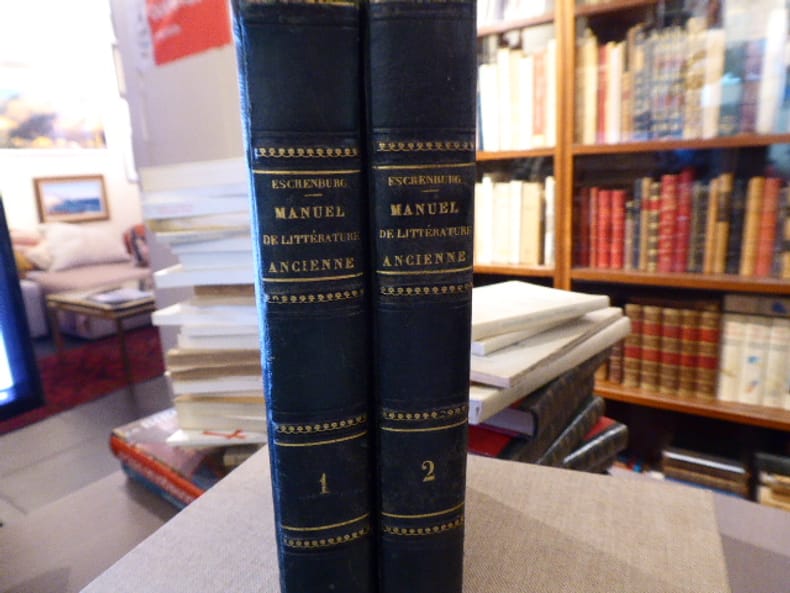 ESCHENBURG
MANUEL
DE LITTÉRATURE
ANCIENNE
1
ESCHENBURG
MANUEL
DE LITTÉRATURE
ANCIENNE
2